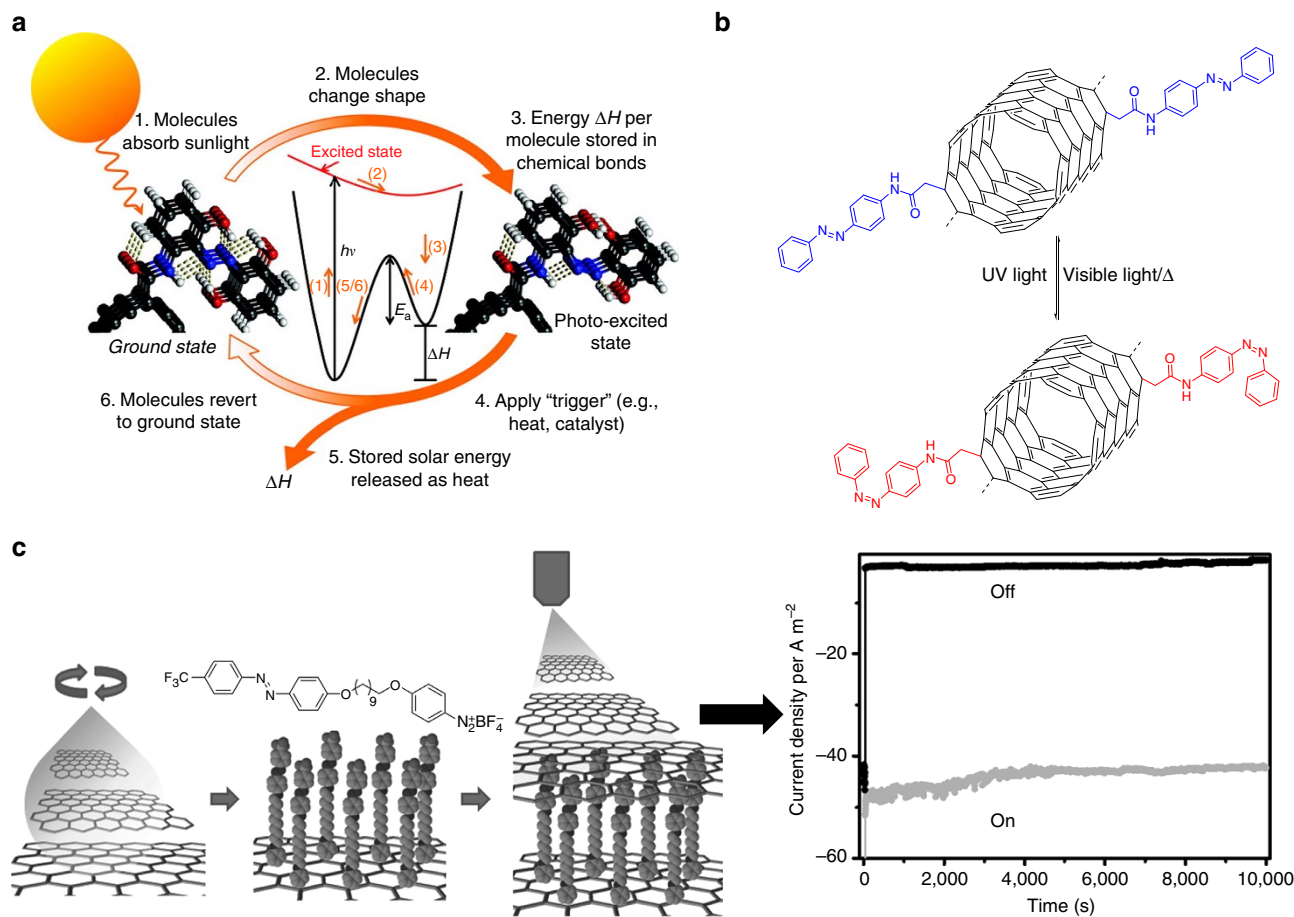 a
1. Molecules
absorb sunlight
2. Molecules
change shape
3. Energy ΔH per
molecule stored in
chemical bonds
Excited state
(2)
hν
(1)
(5/6)
(4)
(3)
Eₐ
ΔH
Ground state
Photo-excited
state
6. Molecules revert
to ground state
4. Apply “trigger” (e.g.,
heat, catalyst)
5. Stored solar energy
released as heat
ΔH
b
N
N
O
N
H
H
N
O
N
N
UV light
Visible light/Δ
N
N
O
N
H
H
N
O
N
N
c
F₃C
N
N
O
9
O
N₂⁺BF₄⁻
Off
On
Current density per A m⁻²
−20
−40
−60
0
2,000
4,000
6,000
8,000
10,000
Time (s)